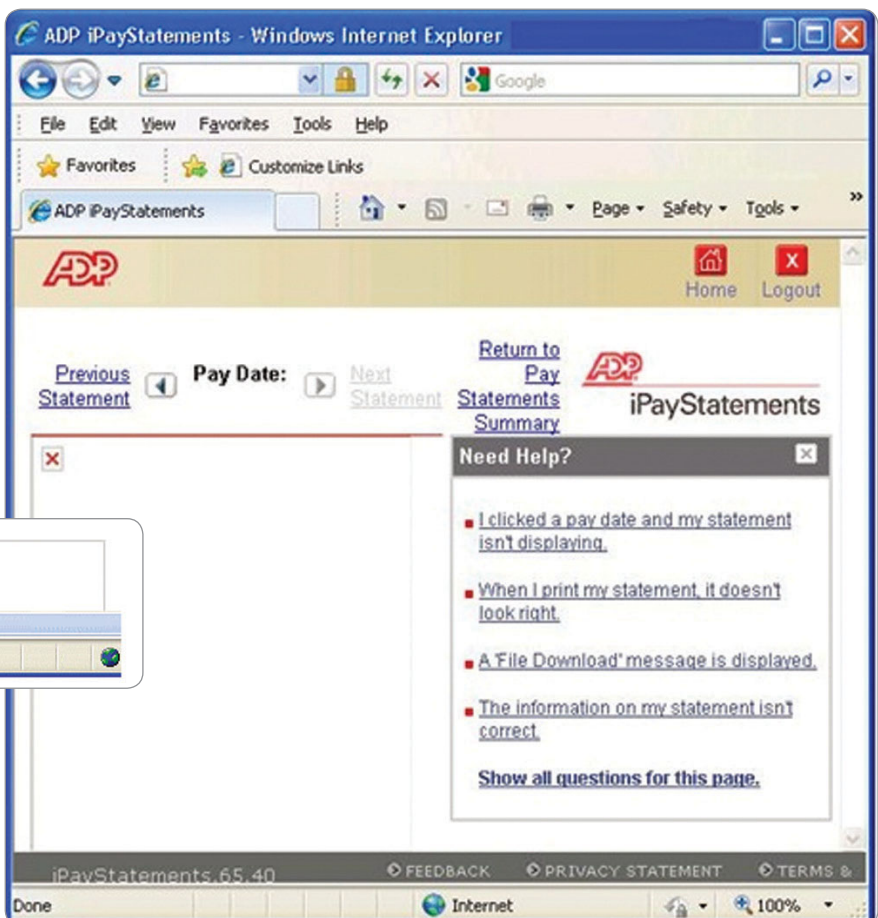 ADP iPayStatements - Windows Internet Explorer
Google
File Edit View Favorites Tools Help
Favorites Customize Links
ADP iPayStatements Page Safety Tools »
ADP
Home Logout
Previous
Statement
Pay Date:
Next
Statement
Return to
Pay
Statements
Summary
ADP
iPayStatements
Need Help?
I clicked a pay date and my statement
isn't displaying.
When I print my statement, it doesn't
look right.
A 'File Download' message is displayed.
The information on my statement isn't
correct.
Show all questions for this page.
iPayStatements.65.40 FEEDBACK PRIVACY STATEMENT TERMS &
Done Internet 100%